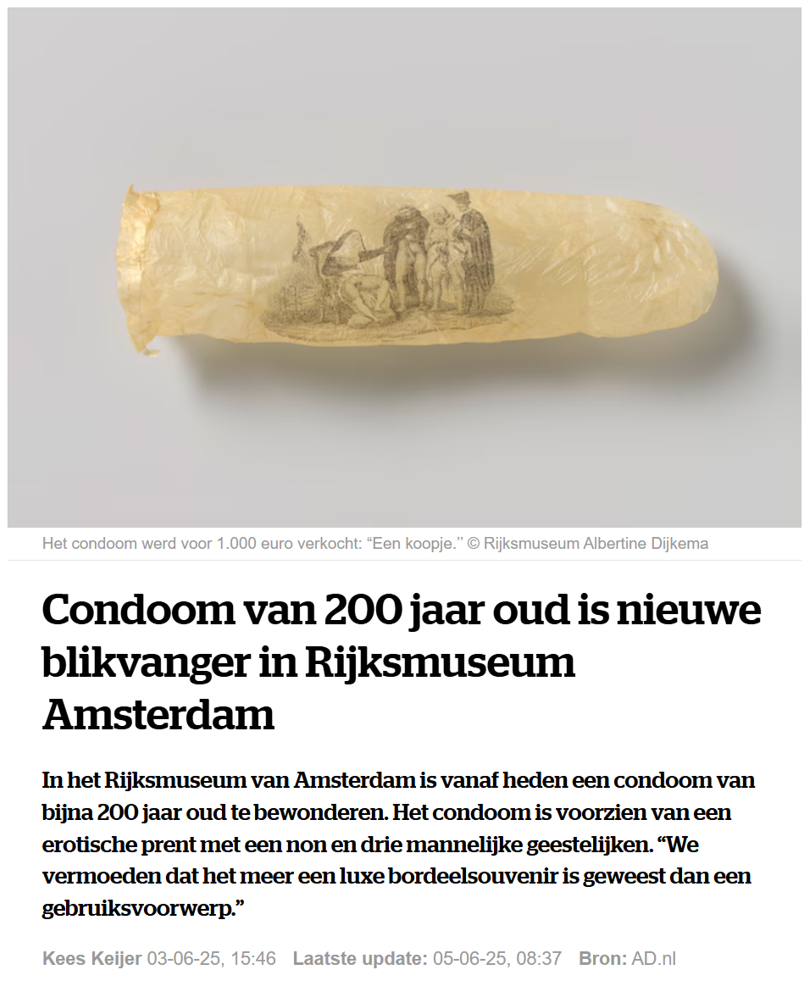 Het condoom werd voor 1.000 euro verkocht: “Een koopje.’’ © Rijksmuseum Albertine Dijkema
Condoom van 200 jaar oud is nieuwe
blikvanger in Rijksmuseum
Amsterdam
In het Rijksmuseum van Amsterdam is vanaf heden een condoom van
bijna 200 jaar oud te bewonderen. Het condoom is voorzien van een
erotische prent met een non en drie mannelijke geestelijken. “We
vermoeden dat het meer een luxe bordeelsouvenir is geweest dan een
gebruiksvoorwerp.”
Kees Keijer 03-06-25, 15:46 Laatste update: 05-06-25, 08:37 Bron: AD.nl